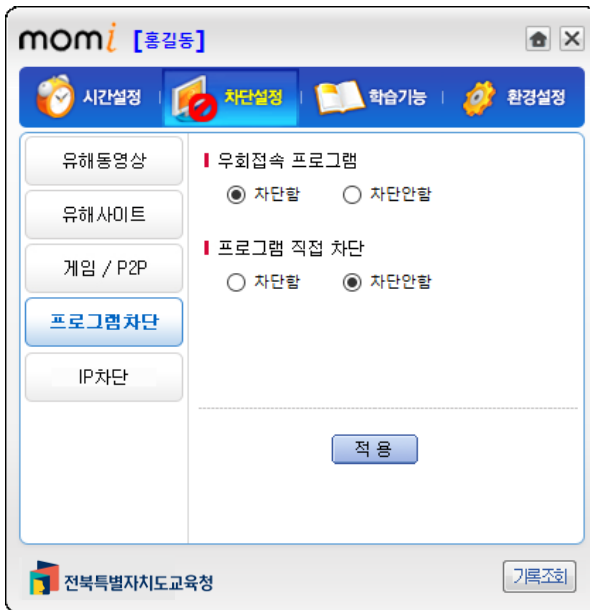 momi [홍길동]
시간설정 차단설정 학습기능 환경설정
유해동영상
유해사이트
게임 / P2P
프로그램차단
IP차단
우회접속 프로그램
차단함 차단안함
프로그램 직접 차단
차단함 차단안함
적 용
전북특별자치도교육청
기록조회